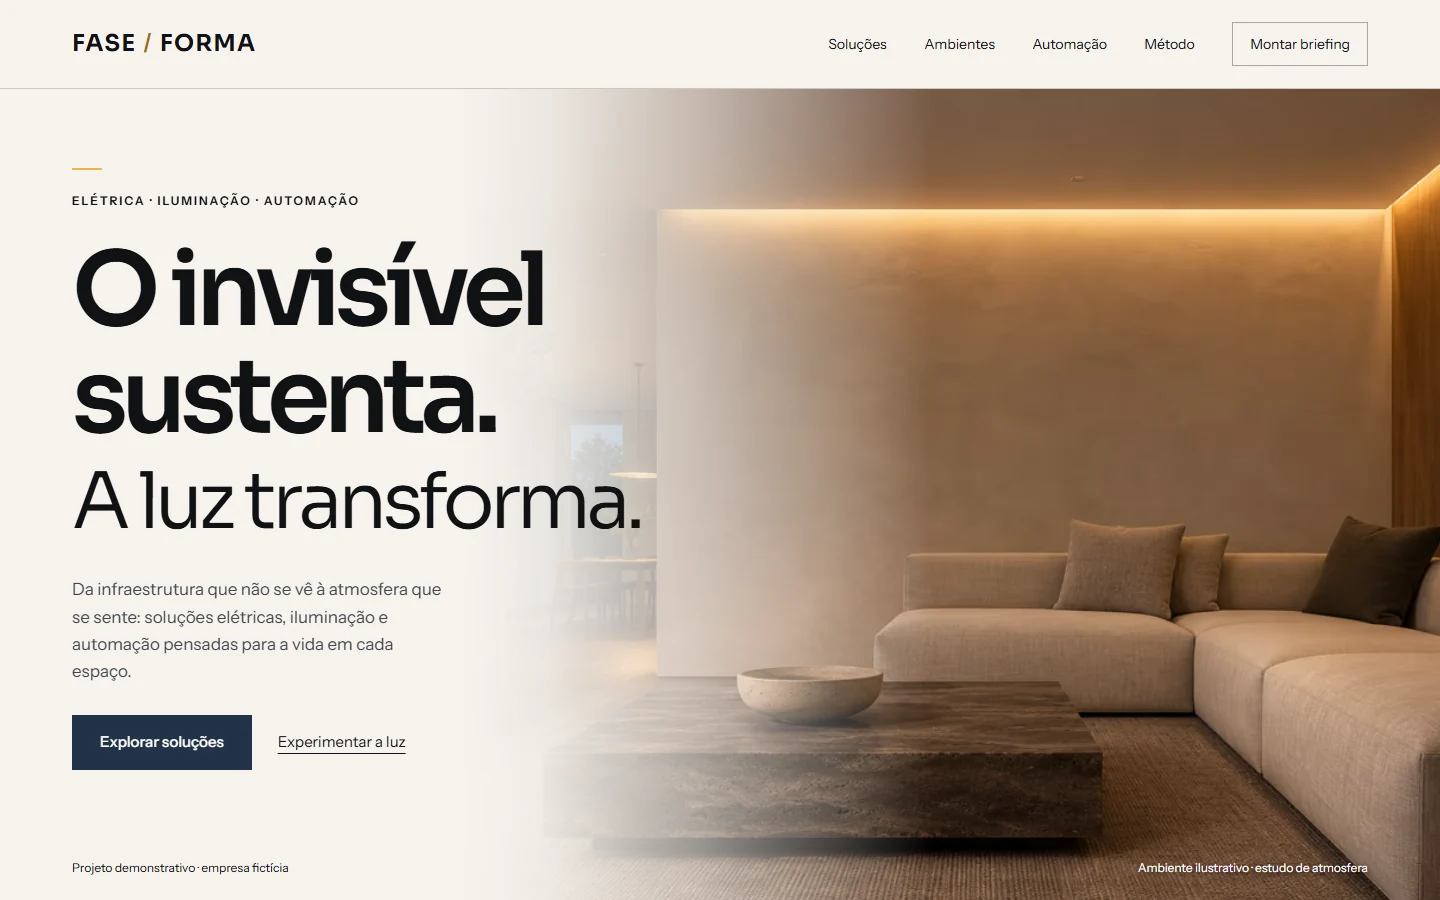 FASE / FORMA
Soluções
Ambientes
Automação
Método
Montar briefing
ELÉTRICA · ILUMINAÇÃO · AUTOMAÇÃO
O invisível
sustenta.
A luz transforma.
Da infraestrutura que não se vê à atmosfera que
se sente: soluções elétricas, iluminação e
automação pensadas para a vida em cada
espaço.
Explorar soluções
Experimentar a luz
Projeto demonstrativo · empresa fictícia
Ambiente ilustrativo · estudo de atmosfera